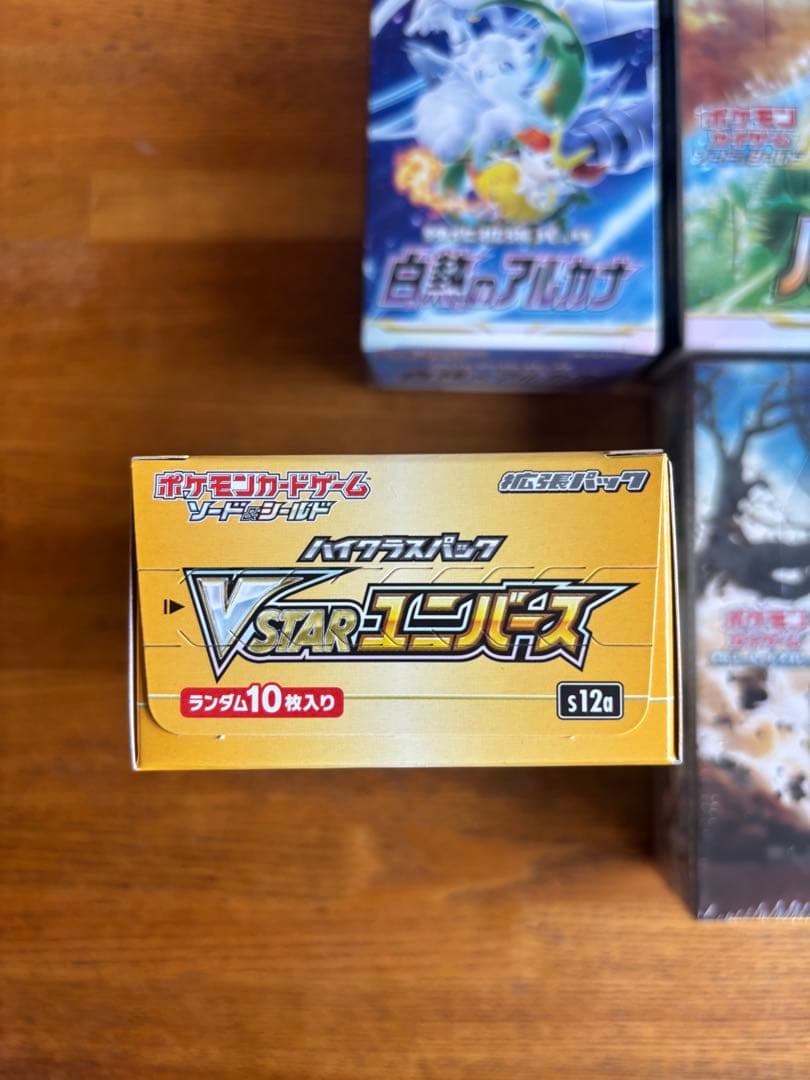 白熱のアルカナ
ポケモン
カードゲーム
ポケモンカードゲーム
ソード&シールド
拡張パック
ハイクラスパック
VSTARユニバース
ランダム10枚入り
s12a